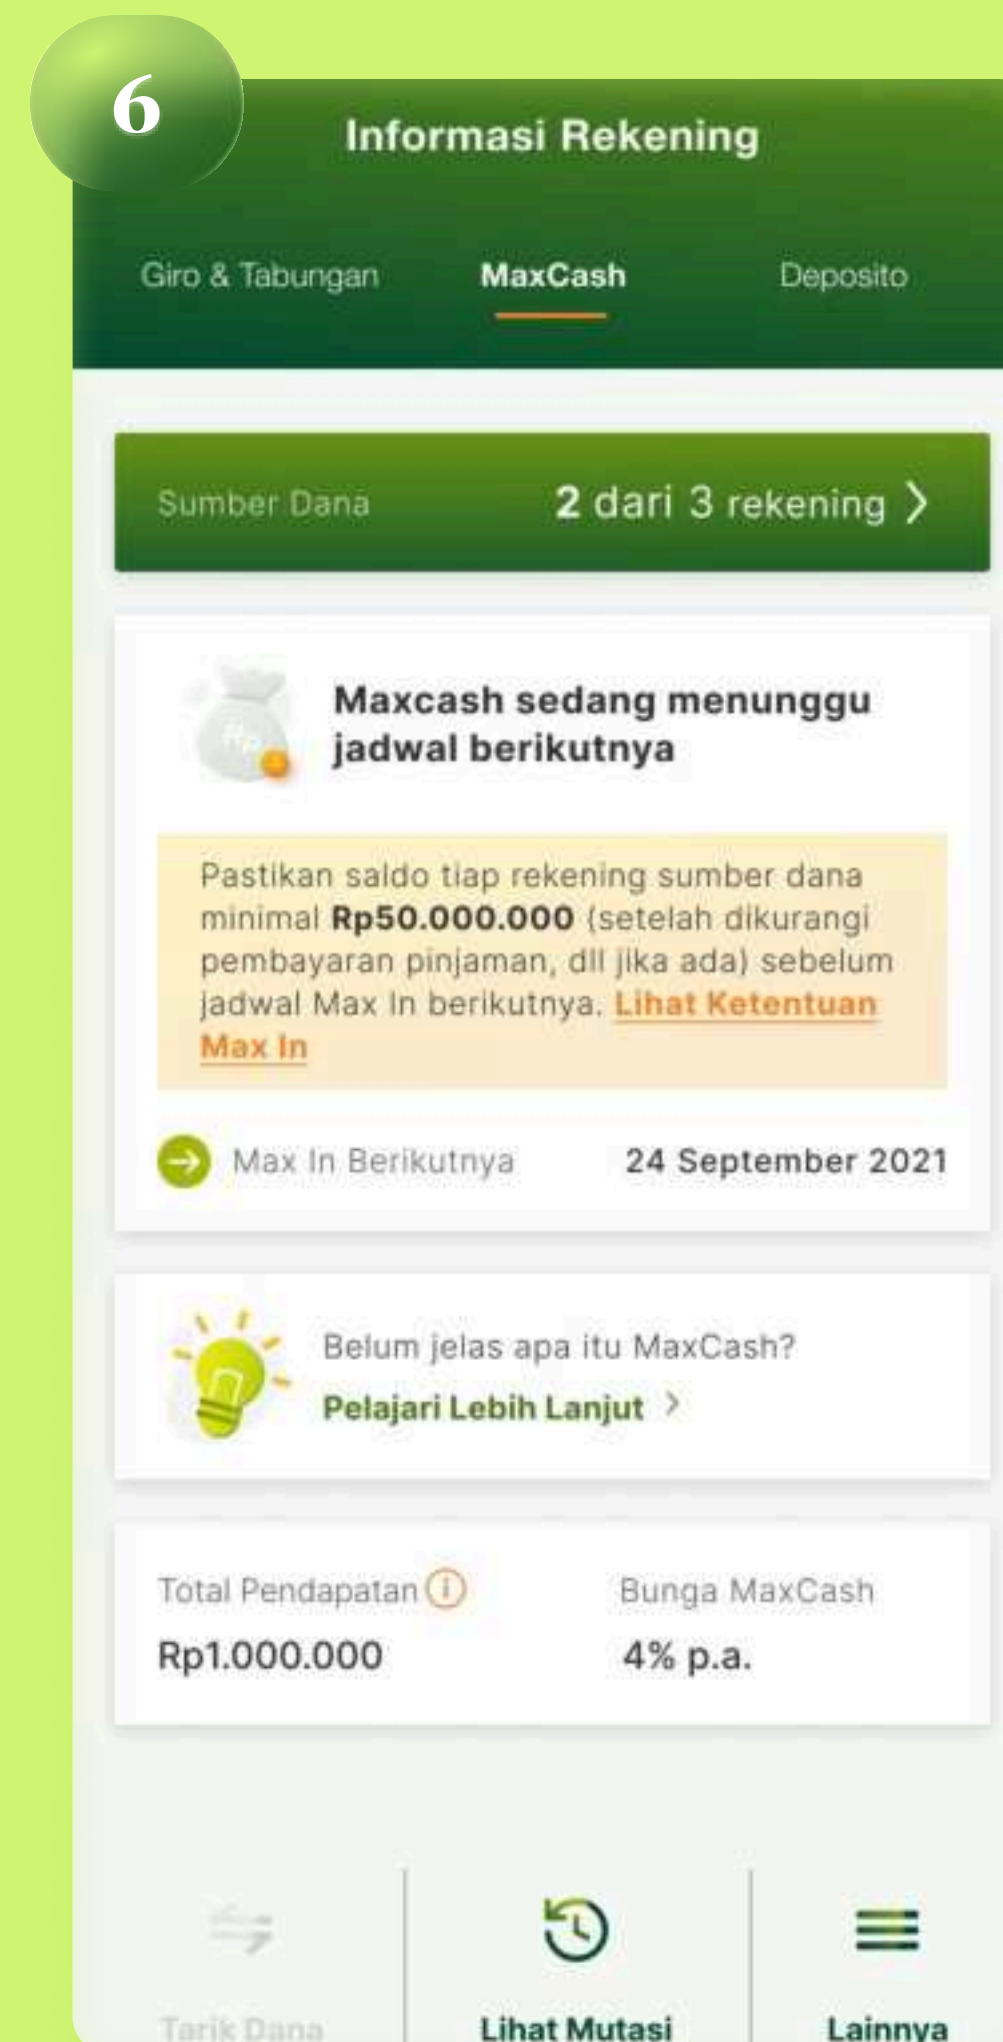 6
Informasi Rekening
Giro & Tabungan MaxCash Deposito
Sumber Dana 2 dari 3 rekening
Maxcash sedang menunggu
jadwal berikutnya
Rp
Pastikan saldo tiap rekening sumber dana
minimal Rp50.000.000 (setelah dikurangi
pembayaran pinjaman, dll jika ada) sebelum
jadwal Max In berikutnya. Lihat Ketentuan
Max In
Max In Berikutnya 24 September 2021
Belum jelas apa itu MaxCash?
Pelajari Lebih Lanjut
Total Pendapatan i Bunga MaxCash
Rp1.000.000 4% p.a.
Tarik Dana Lihat Mutasi Lainnya